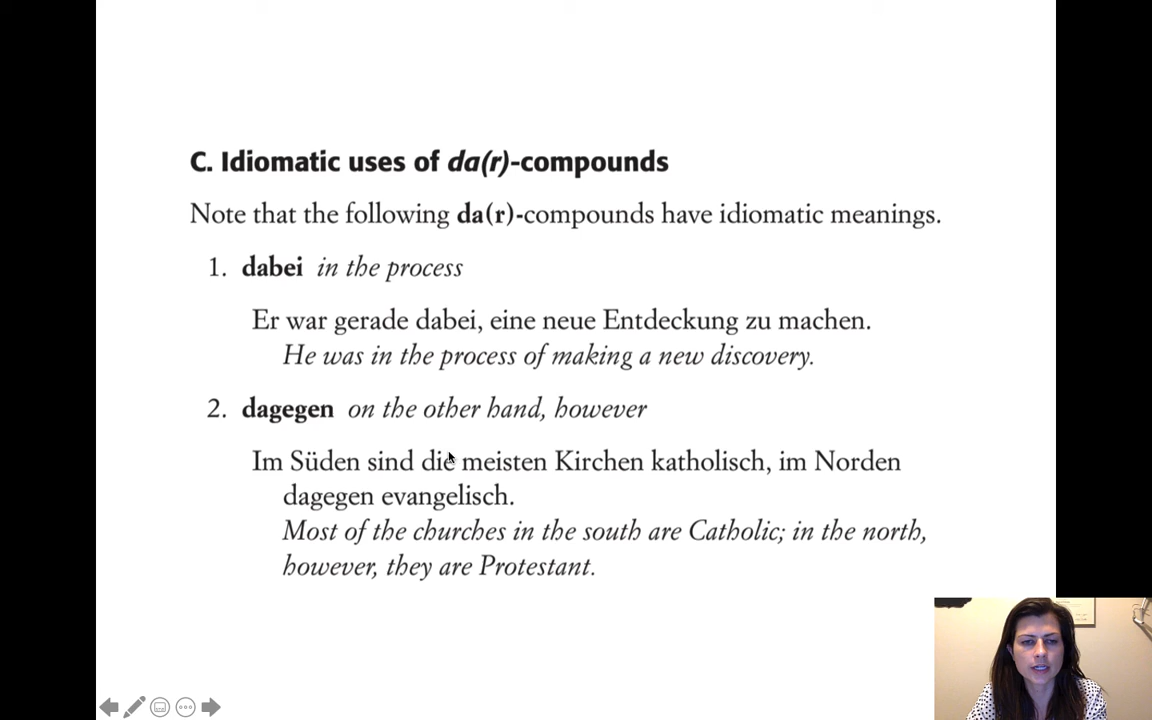 C. Idiomatic uses of da(r)-compounds
Note that the following da(r)-compounds have idiomatic meanings.
1. dabei in the process
Er war gerade dabei, eine neue Entdeckung zu machen.
He was in the process of making a new discovery.
2. dagegen on the other hand, however
Im Süden sind die meisten Kirchen katholisch, im Norden
dagegen evangelisch.
Most of the churches in the south are Catholic; in the north,
however, they are Protestant.